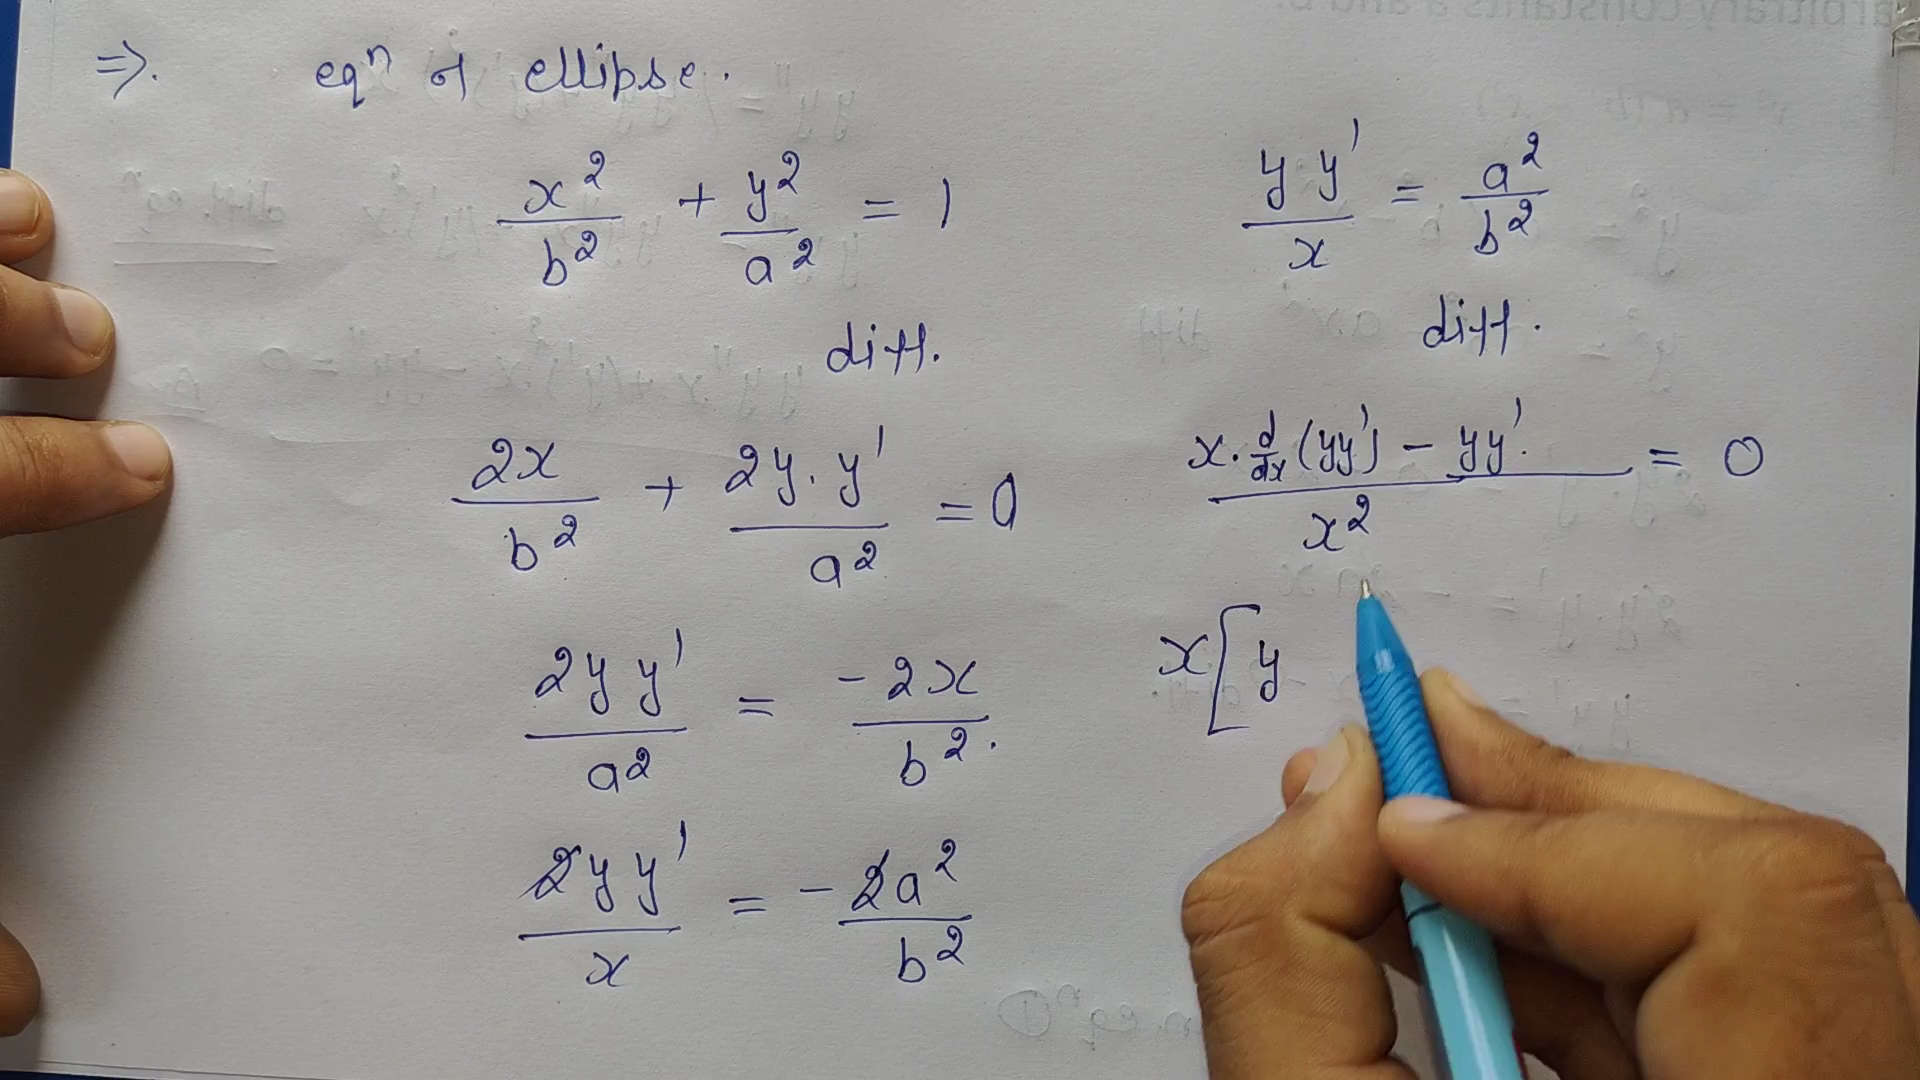 ⇒. eqⁿ of ellipse.
x²/b² + y²/a² = 1
diff.
2x/b² + 2y.y'/a² = 0
2yy'/a² = -2x/b².
2yy'/x = -2a²/b²
yy'/x = a²/b²
diff.
x.d/dx(yy') - yy'./x² = 0
x[y